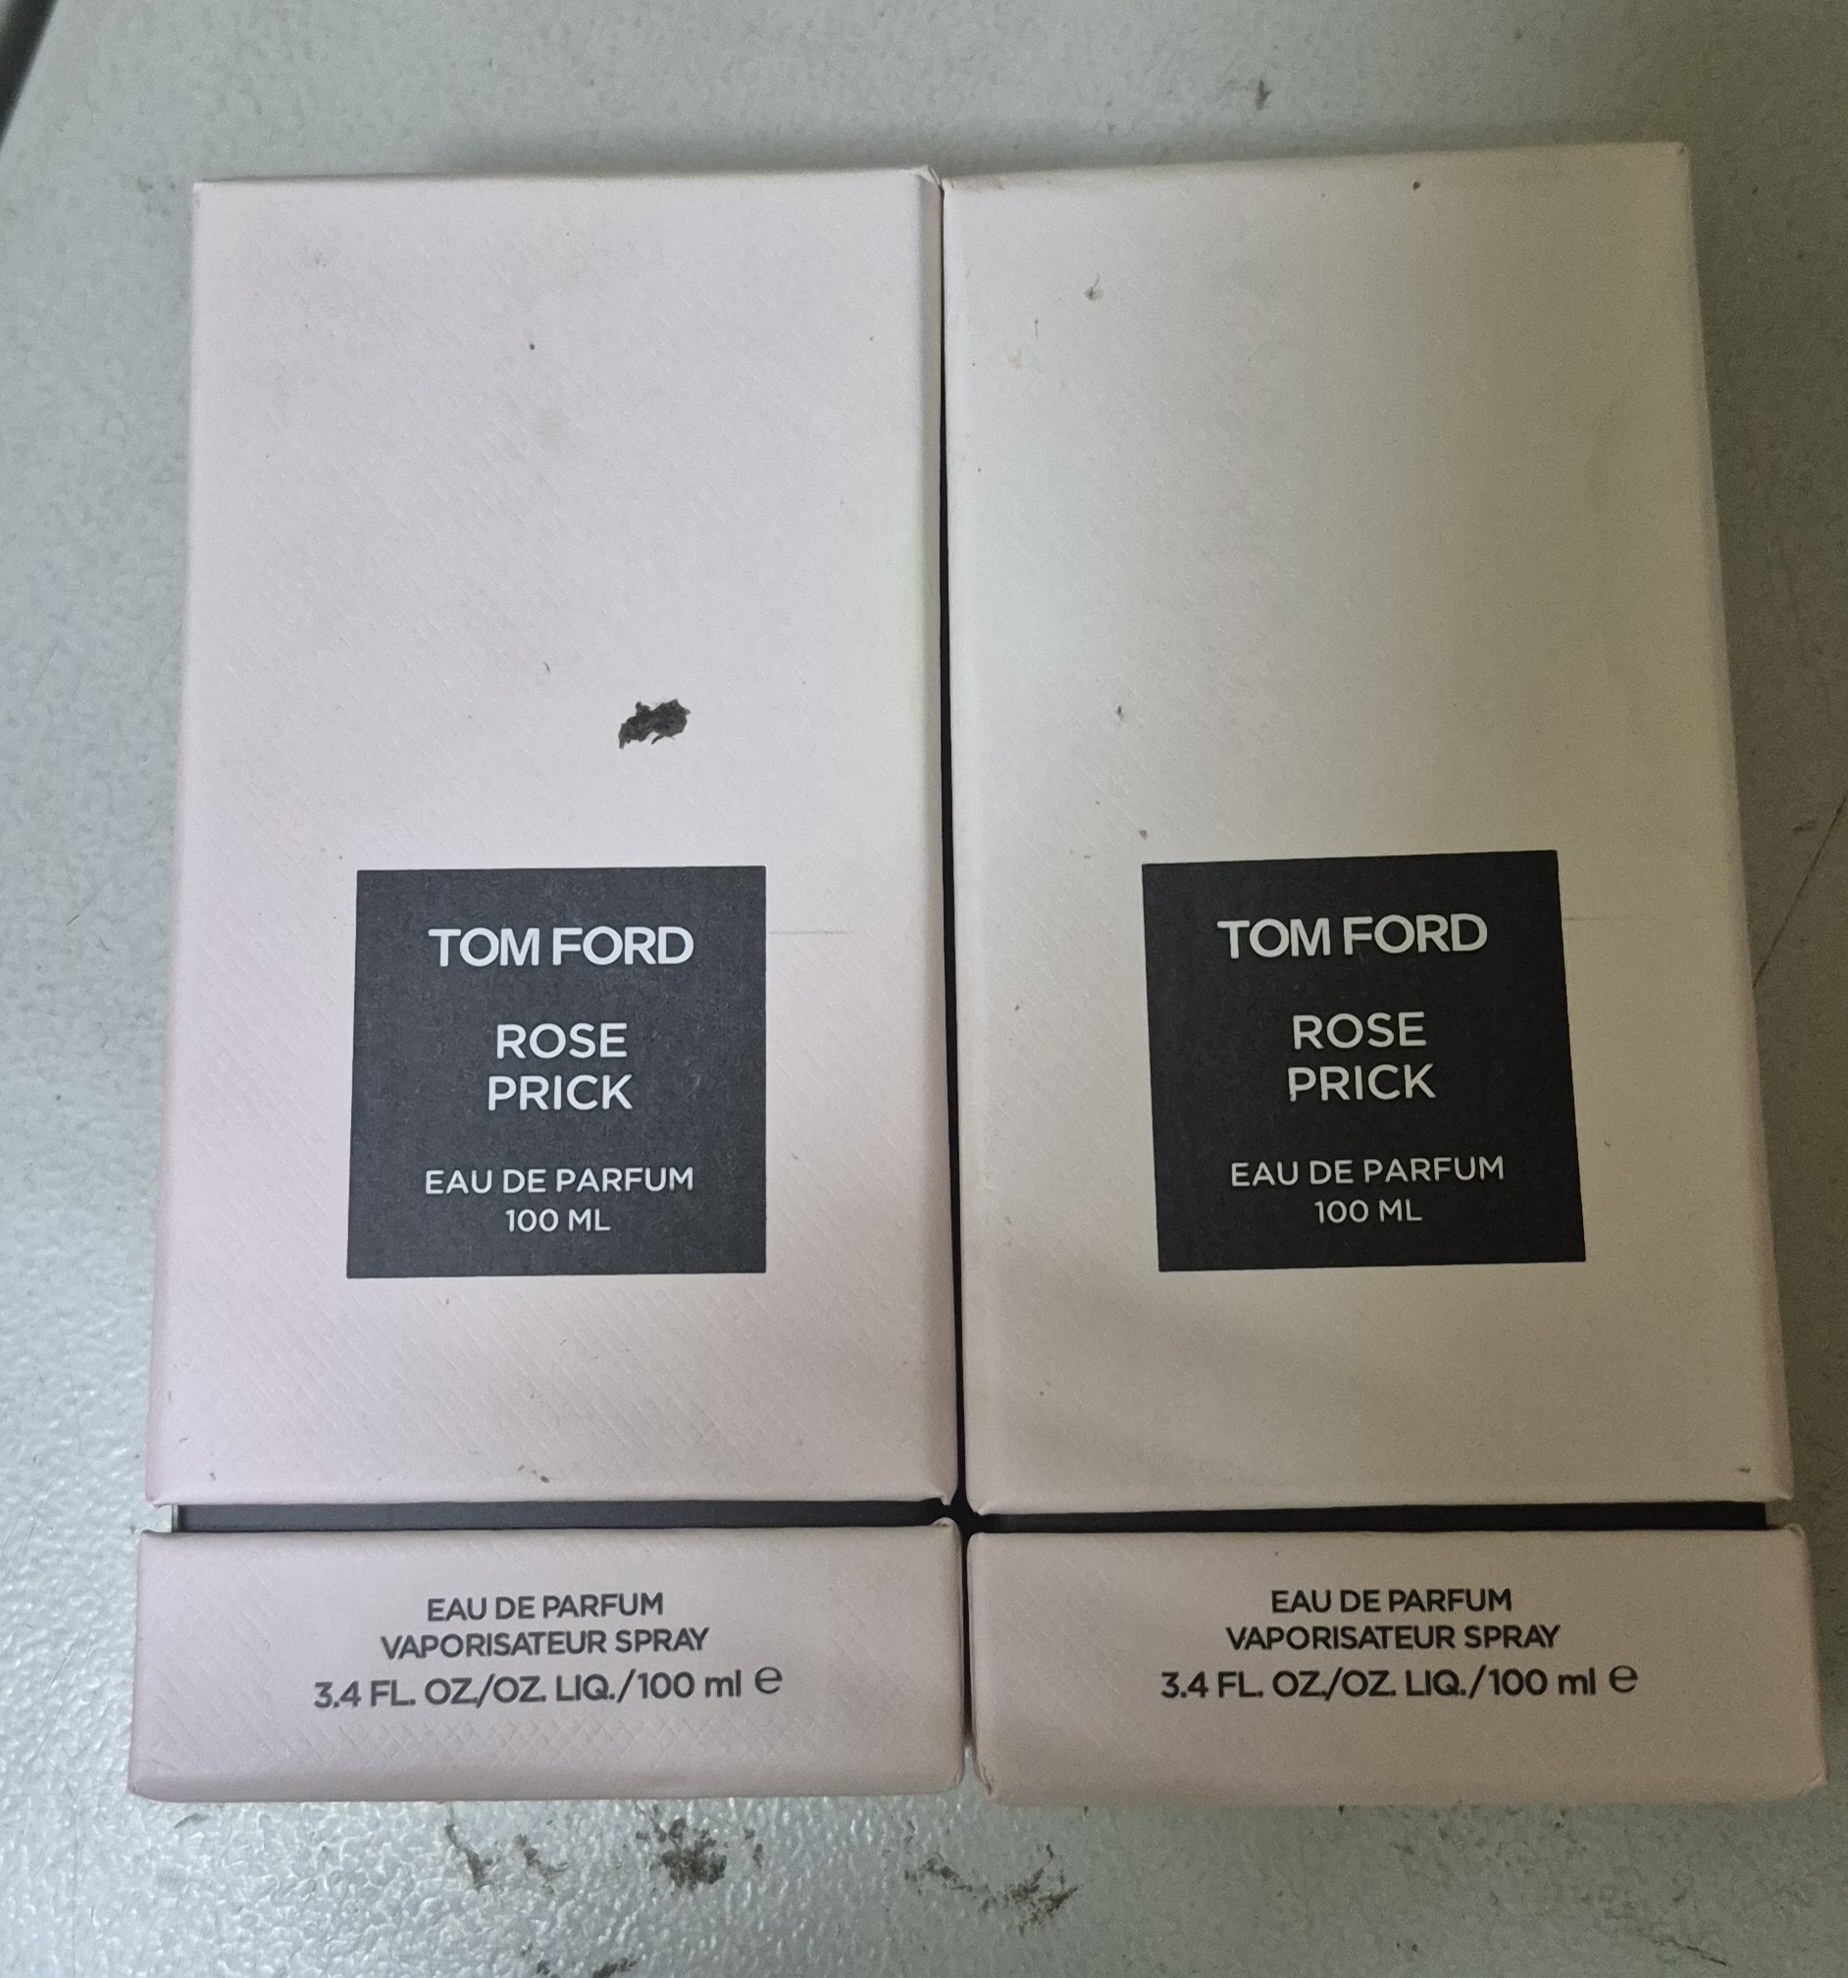 TOM FORD
ROSE
PRICK
EAU DE PARFUM
100 ML
EAU DE PARFUM
VAPORISATEUR SPRAY
3.4 FL. OZ./OZ. LIQ./100 ml e
TOM FORD
ROSE
PRICK
EAU DE PARFUM
100 ML
EAU DE PARFUM
VAPORISATEUR SPRAY
3.4 FL. OZ./OZ. LIQ./100 ml e